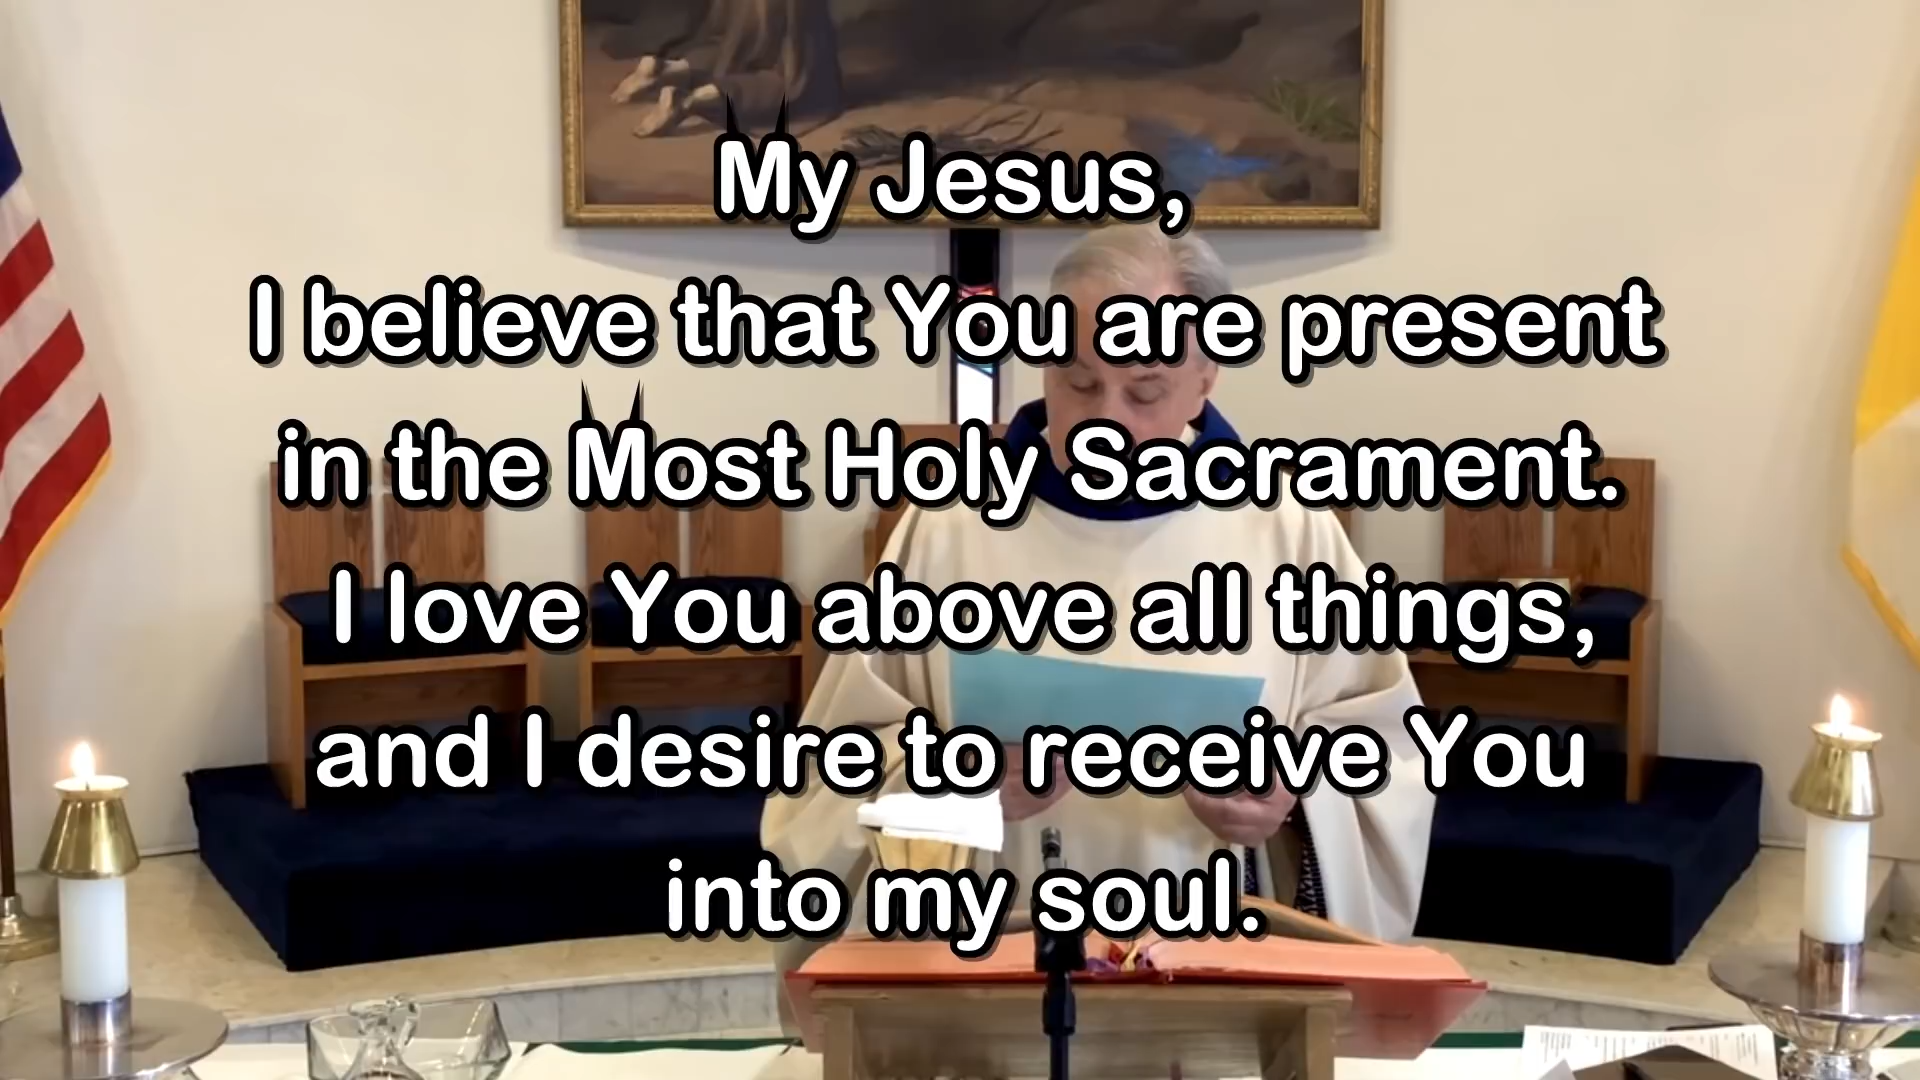 My Jesus,
I believe that You are present
in the Most Holy Sacrament.
I love You above all things,
and I desire to receive You
into my soul.